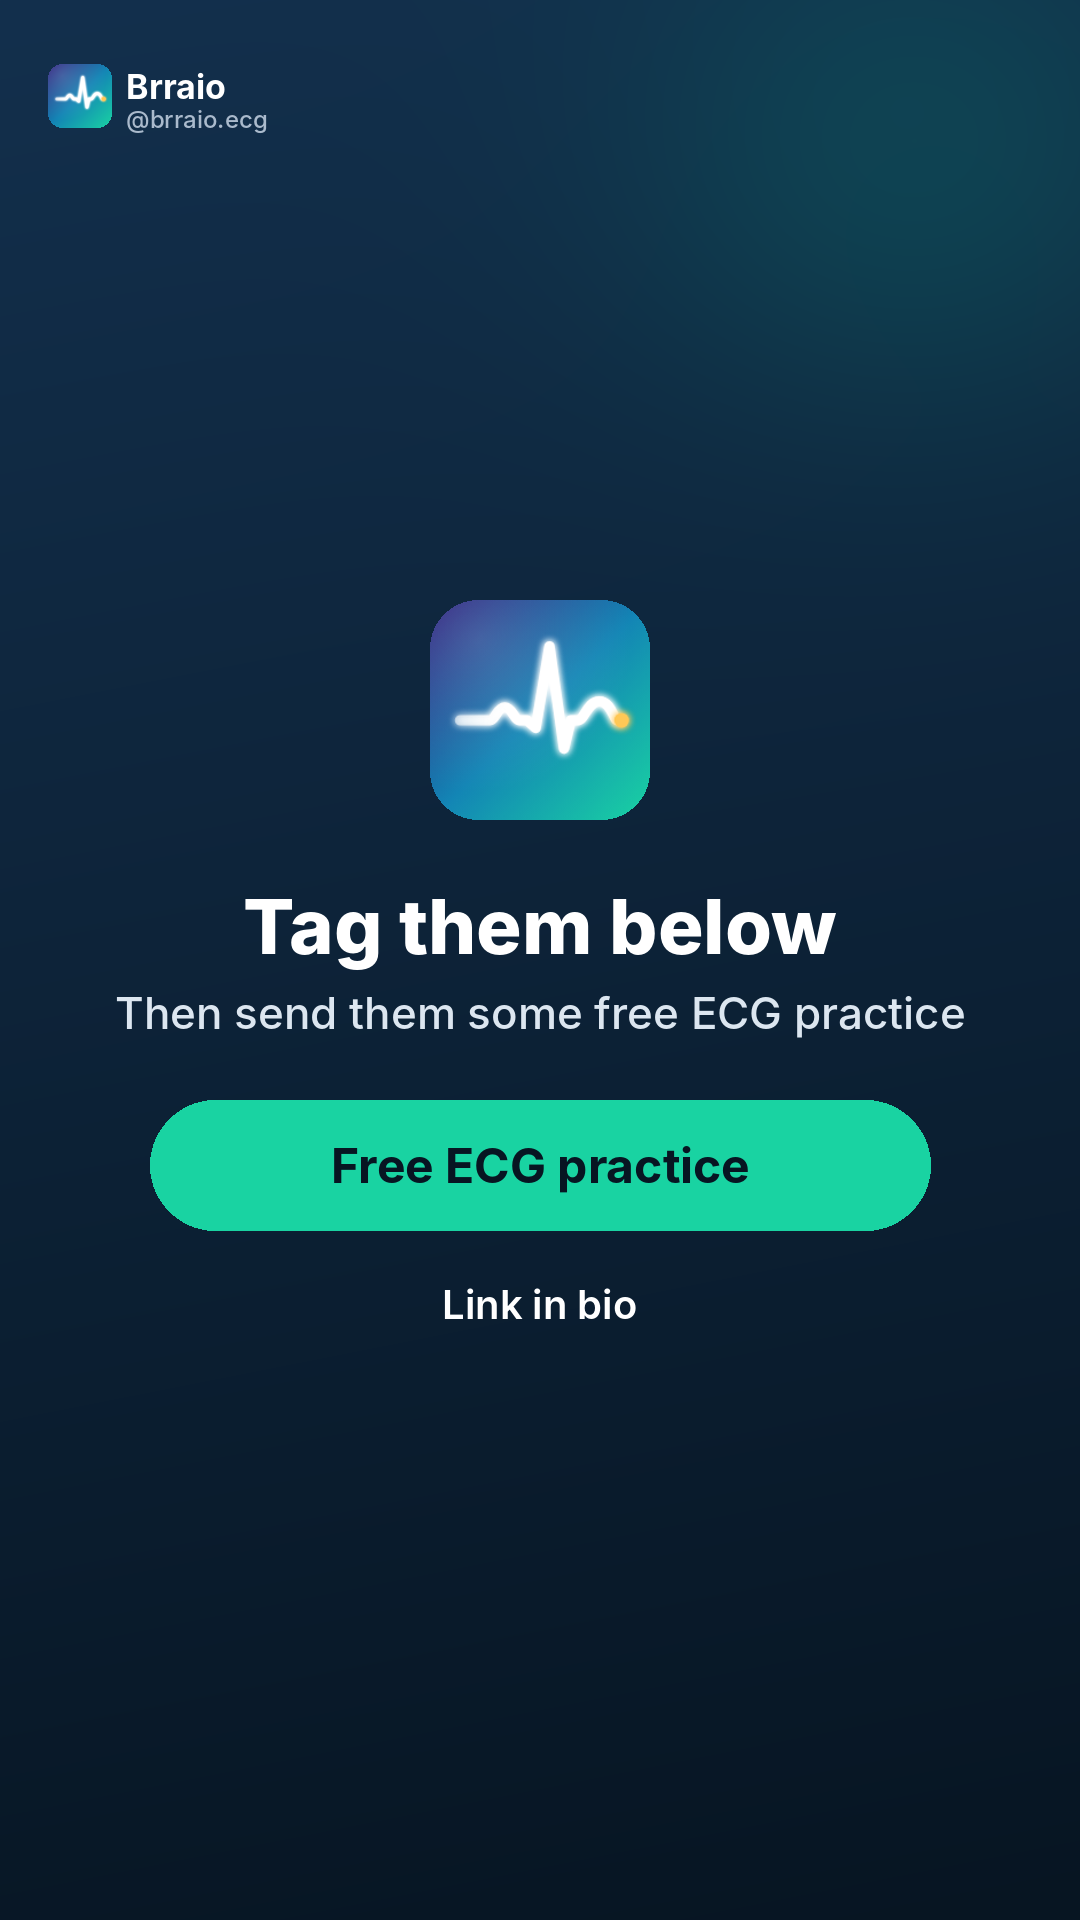 Brraio
@brraio.ecg
Tag them below
Then send them some free ECG practice
Free ECG practice
Link in bio